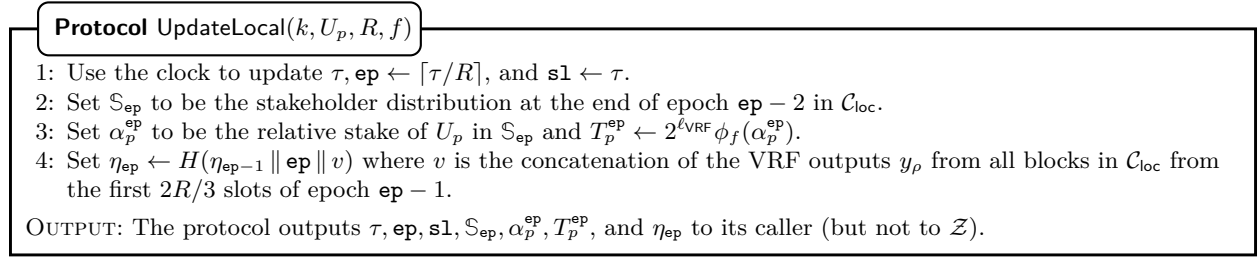 Protocol UpdateLocal(k, U_p, R, f)
1: Use the clock to update τ, ep ← ⌈τ/R⌉, and sl ← τ.
2: Set 𝕊_ep to be the stakeholder distribution at the end of epoch ep − 2 in 𝒞_loc.
3: Set α_p^ep to be the relative stake of U_p in 𝕊_ep and T_p^ep ← 2^{ℓ_VRF} ϕ_f(α_p^ep).
4: Set η_ep ← H(η_{ep−1} ∥ ep ∥ v) where v is the concatenation of the VRF outputs y_ρ from all blocks in 𝒞_loc from
the first 2R/3 slots of epoch ep − 1.
OUTPUT: The protocol outputs τ, ep, sl, 𝕊_ep, α_p^ep, T_p^ep, and η_ep to its caller (but not to 𝒵).